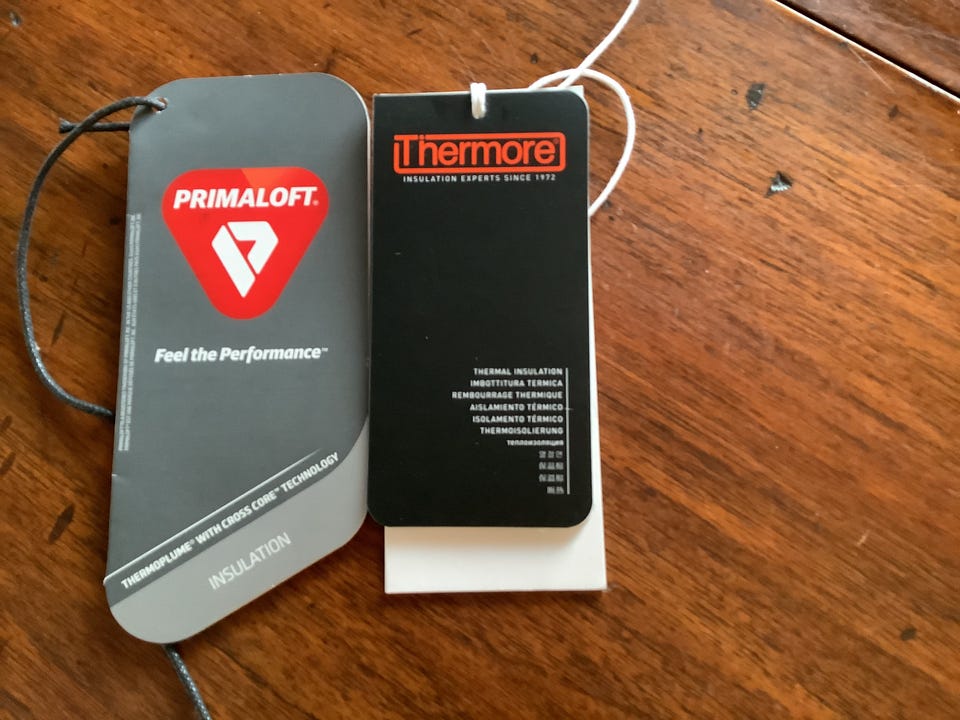 PRIMALOFT®
Feel the Performance™
THERMOPLUME® WITH CROSS CORE™ TECHNOLOGY
INSULATION
Thermore®
INSULATION EXPERTS SINCE 1972
THERMAL INSULATION
IMBOTTITURA TERMICA
REMBOURRAGE THERMIQUE
AISLAMIENTO TÉRMICO
ISOLAMENTO TÉRMICO
THERMOISOLIERUNG
теплоизоляция